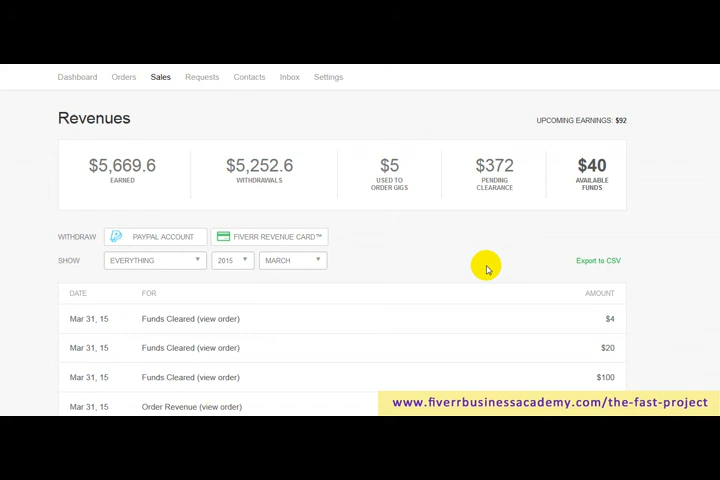 Dashboard Orders Sales Requests Contacts Inbox Settings
Revenues
UPCOMING EARNINGS: $92
$5,669.6 $5,252.6 $5 $372 $40
EARNED WITHDRAWALS USED TO ORDER GIGS PENDING CLEARANCE AVAILABLE FUNDS
WITHDRAW PAYPAL ACCOUNT FIVERR REVENUE CARD™
SHOW EVERYTHING 2015 MARCH Export to CSV
DATE FOR AMOUNT
Mar 31, 15 Funds Cleared (view order) $4
Mar 31, 15 Funds Cleared (view order) $20
Mar 31, 15 Funds Cleared (view order) $100
Mar 31, 15 Order Revenue (view order)
www.fiverrbusinessacademy.com/the-fast-project